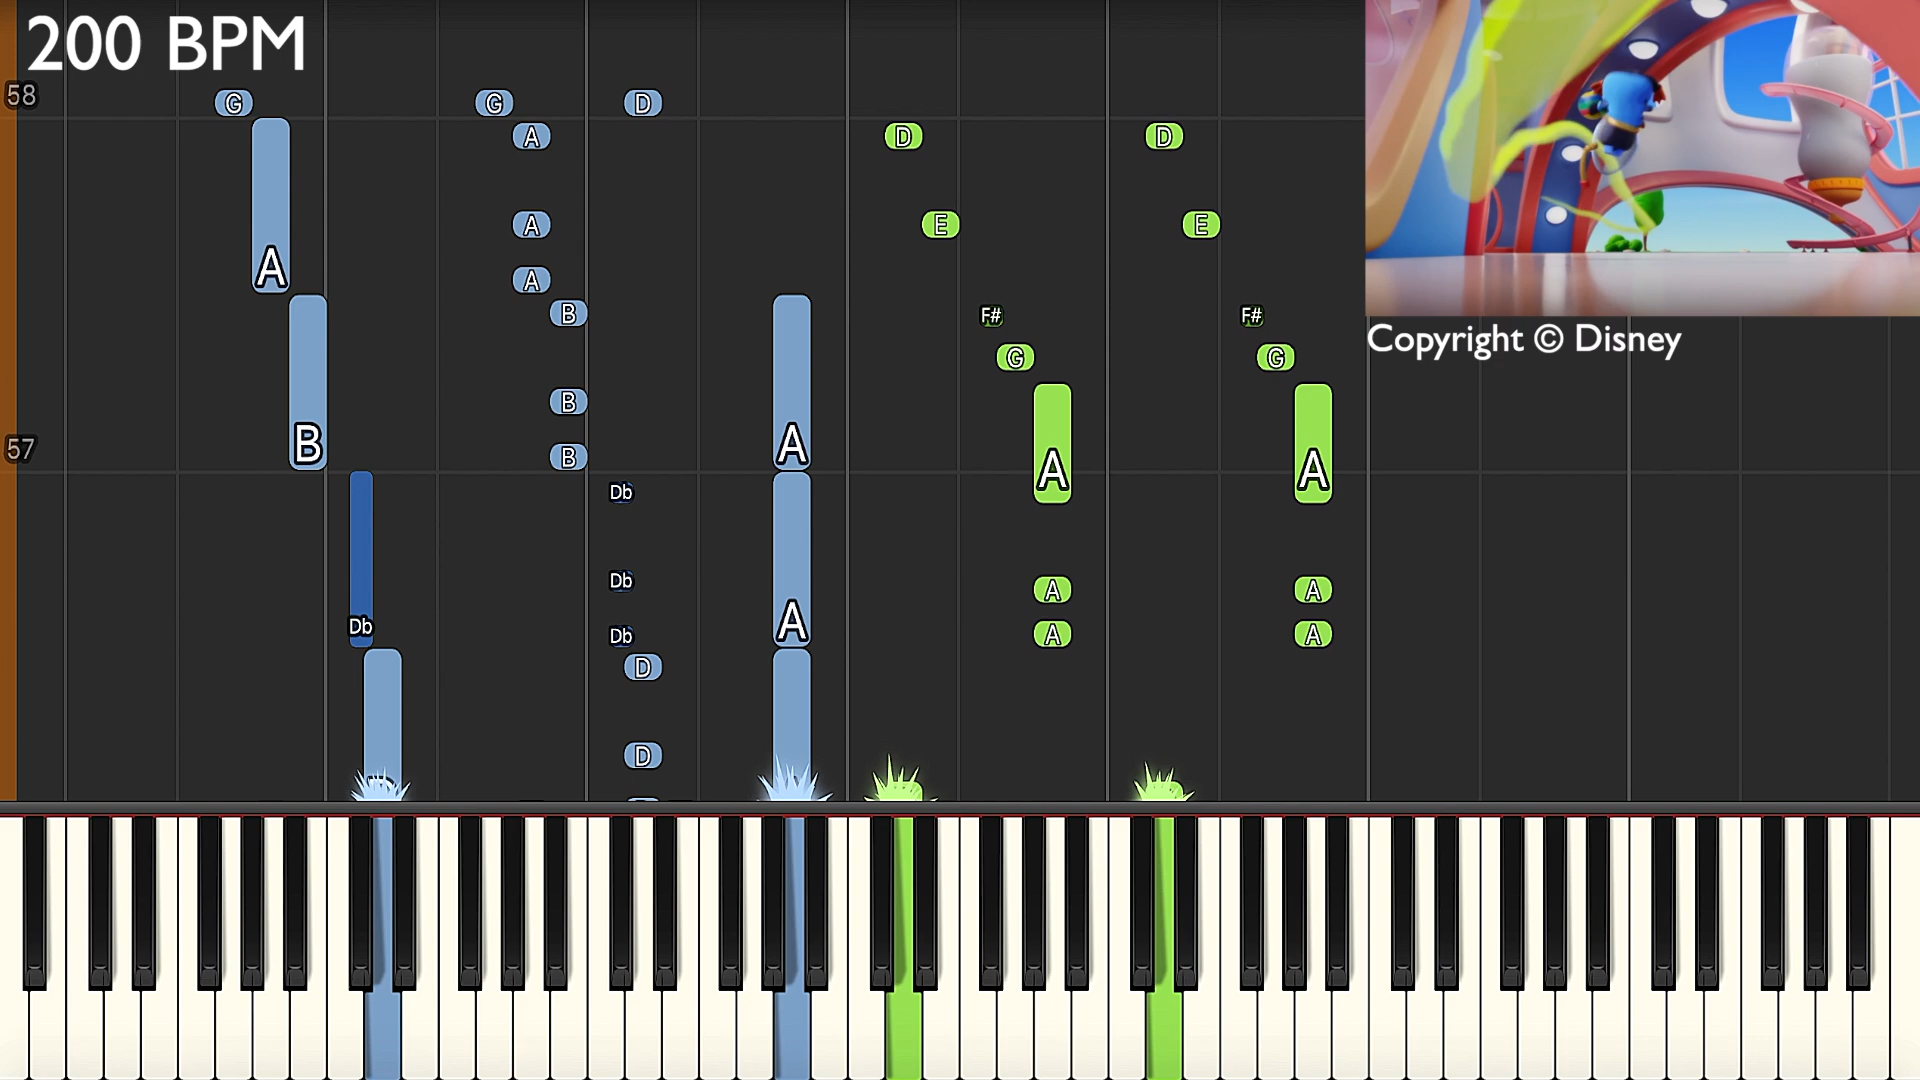 200 BPM
58
G G D
A D D
A E E
A A
B F# F#
Copyright © Disney
G G
B
57
B A A A
B
Db
A A
Db
A
Db Db A A
D
D